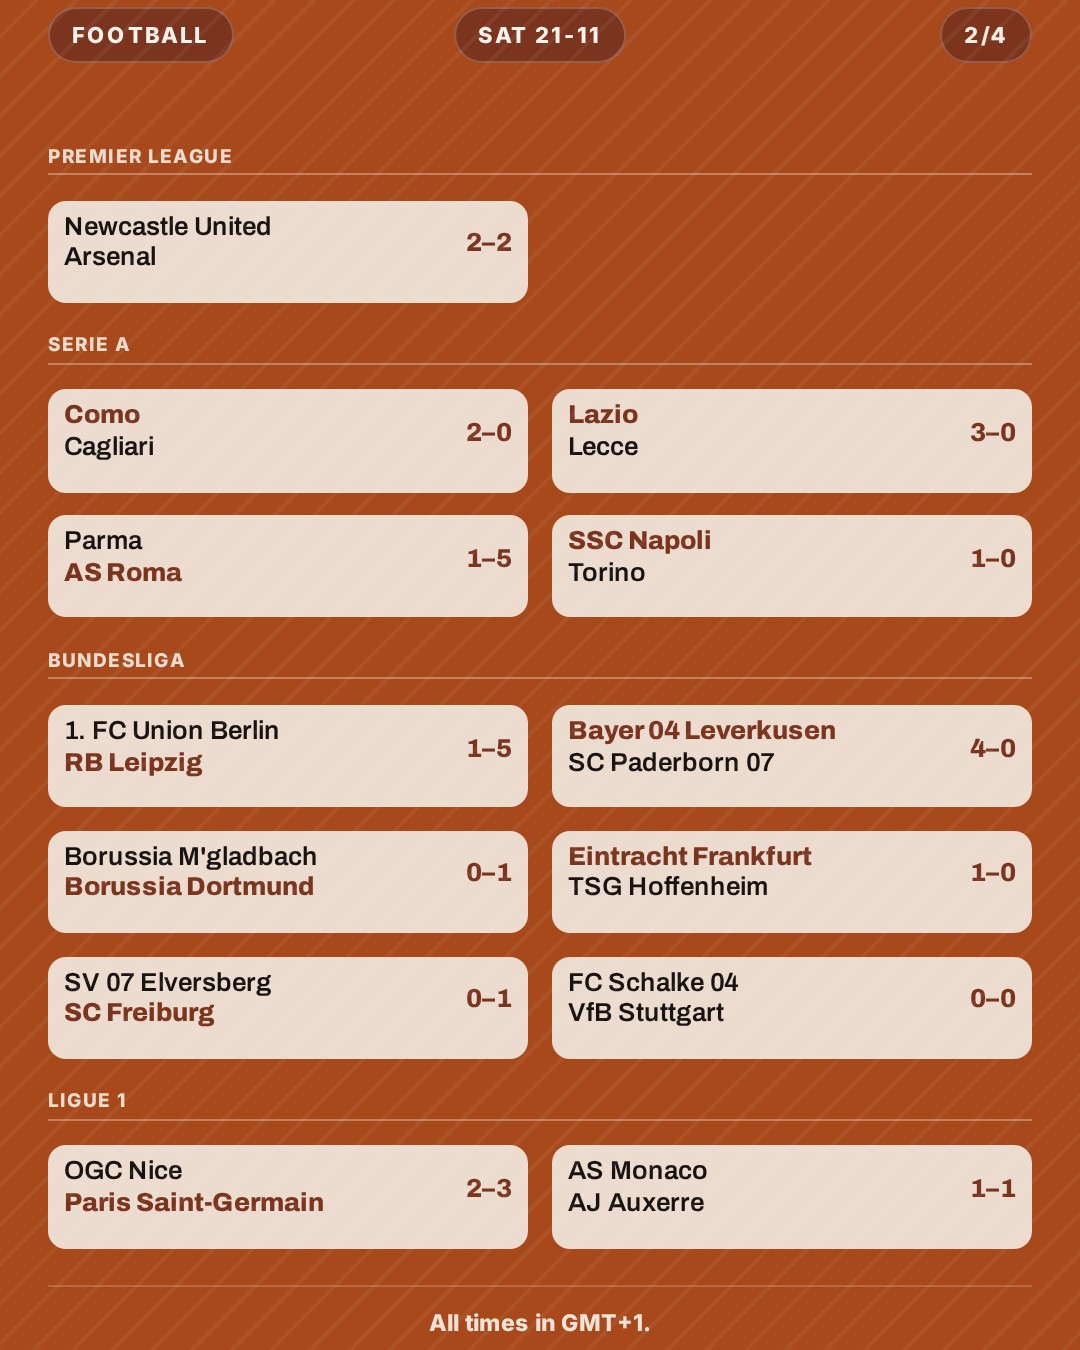 FOOTBALL
SAT 21-11
2/4
PREMIER LEAGUE
Newcastle United
Arsenal
2–2
SERIE A
Como
Cagliari
2–0
Lazio
Lecce
3–0
Parma
AS Roma
1–5
SSC Napoli
Torino
1–0
BUNDESLIGA
1. FC Union Berlin
RB Leipzig
1–5
Bayer 04 Leverkusen
SC Paderborn 07
4–0
Borussia M'gladbach
Borussia Dortmund
0–1
Eintracht Frankfurt
TSG Hoffenheim
1–0
SV 07 Elversberg
SC Freiburg
0–1
FC Schalke 04
VfB Stuttgart
0–0
LIGUE 1
OGC Nice
Paris Saint-Germain
2–3
AS Monaco
AJ Auxerre
1–1
All times in GMT+1.